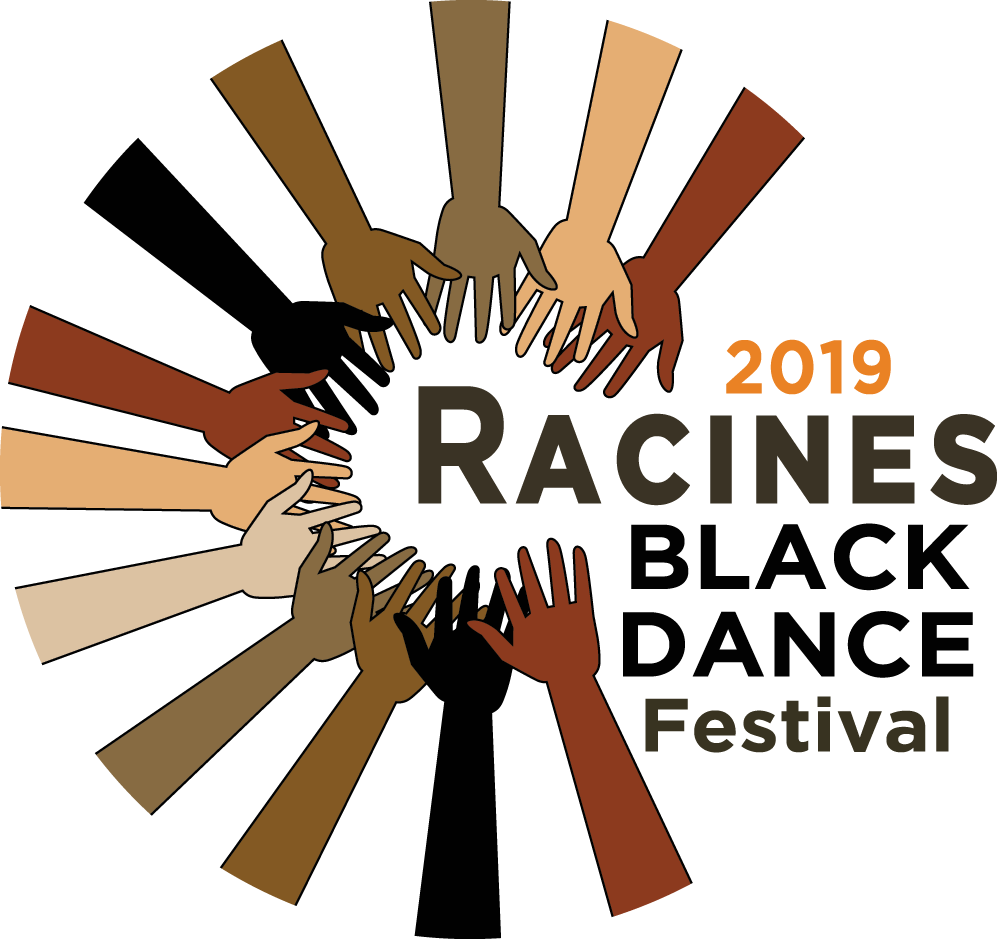 2019
RACINES
BLACK
DANCE
Festival